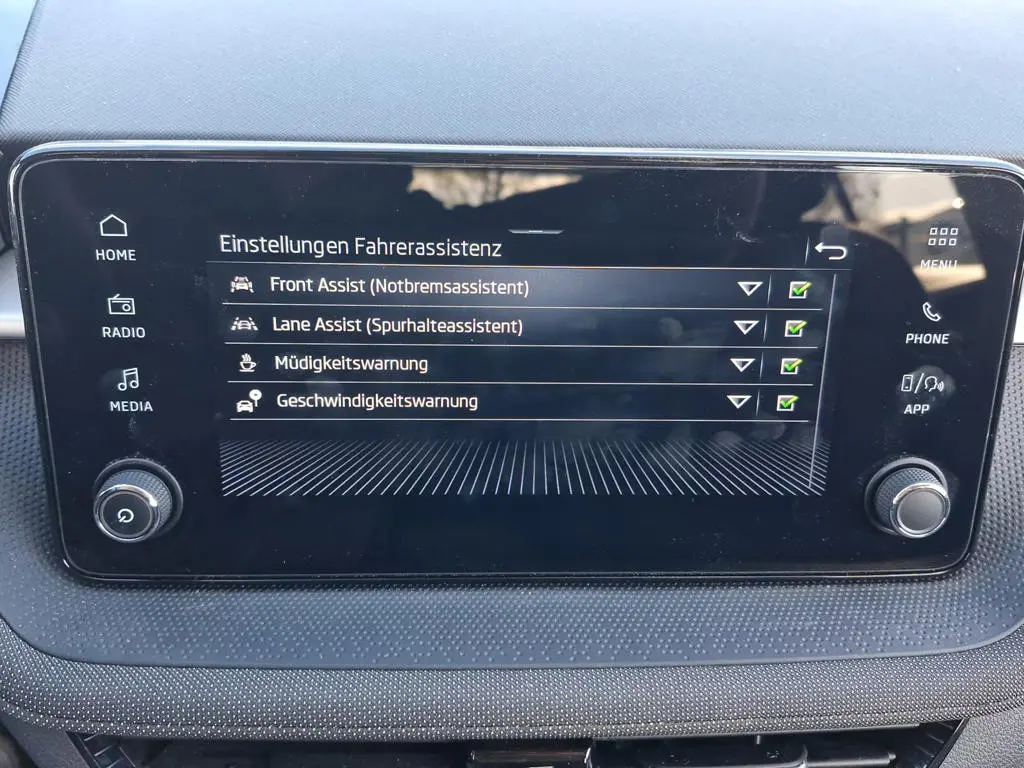 HOME
RADIO
MEDIA
Einstellungen Fahrerassistenz
Front Assist (Notbremsassistent)
Lane Assist (Spurhalteassistent)
Müdigkeitswarnung
Geschwindigkeitswarnung
MENU
PHONE
APP